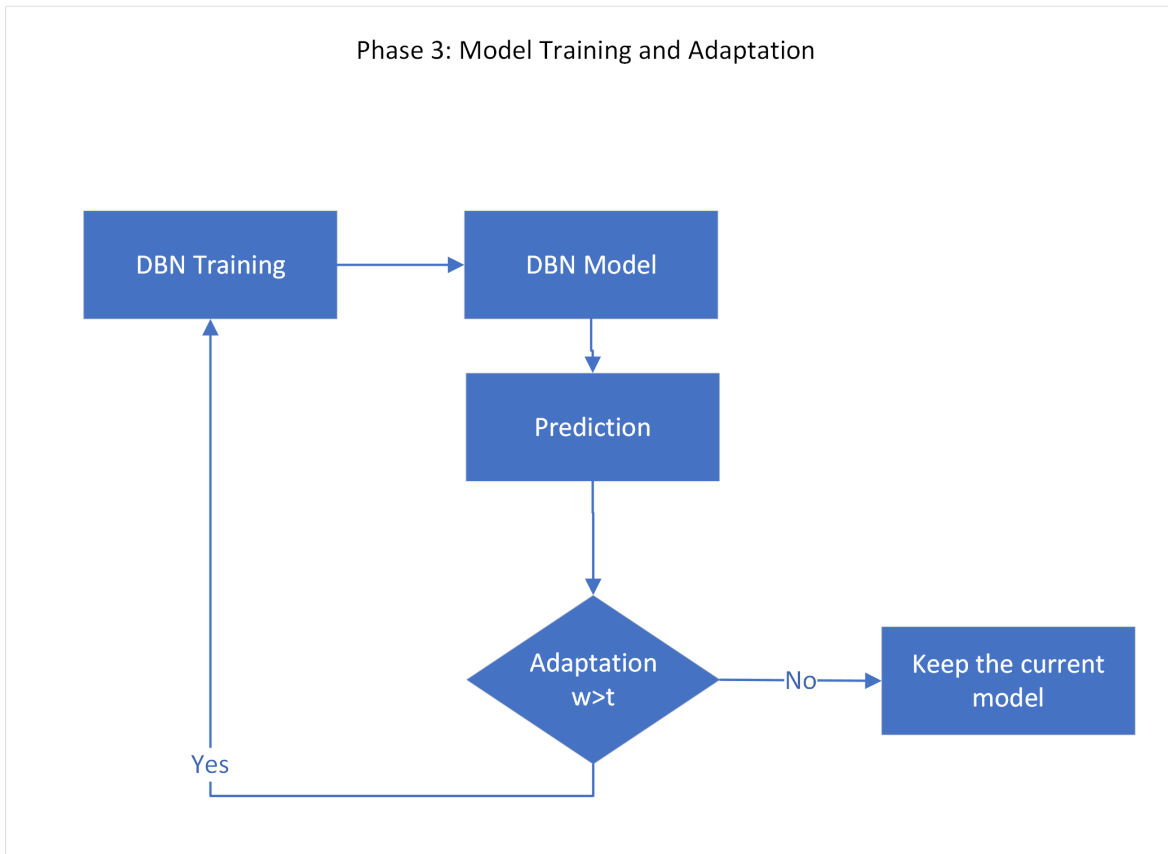 Phase 3: Model Training and Adaptation
DBN Training
DBN Model
Prediction
Adaptation
w>t
No
Keep the current
model
Yes